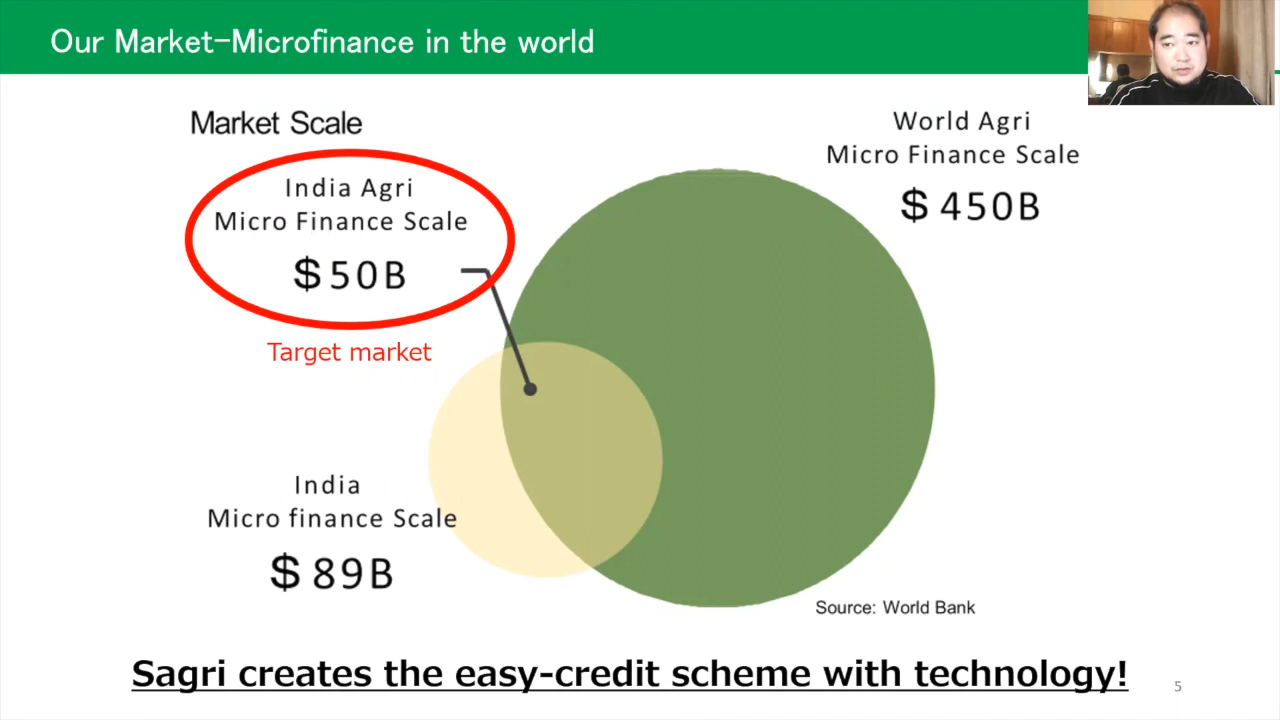 Our Market-Microfinance in the world
Market Scale
India Agri
Micro Finance Scale
$50B
Target market
World Agri
Micro Finance Scale
$450B
India
Micro finance Scale
$89B
Source: World Bank
Sagri creates the easy-credit scheme with technology!
5